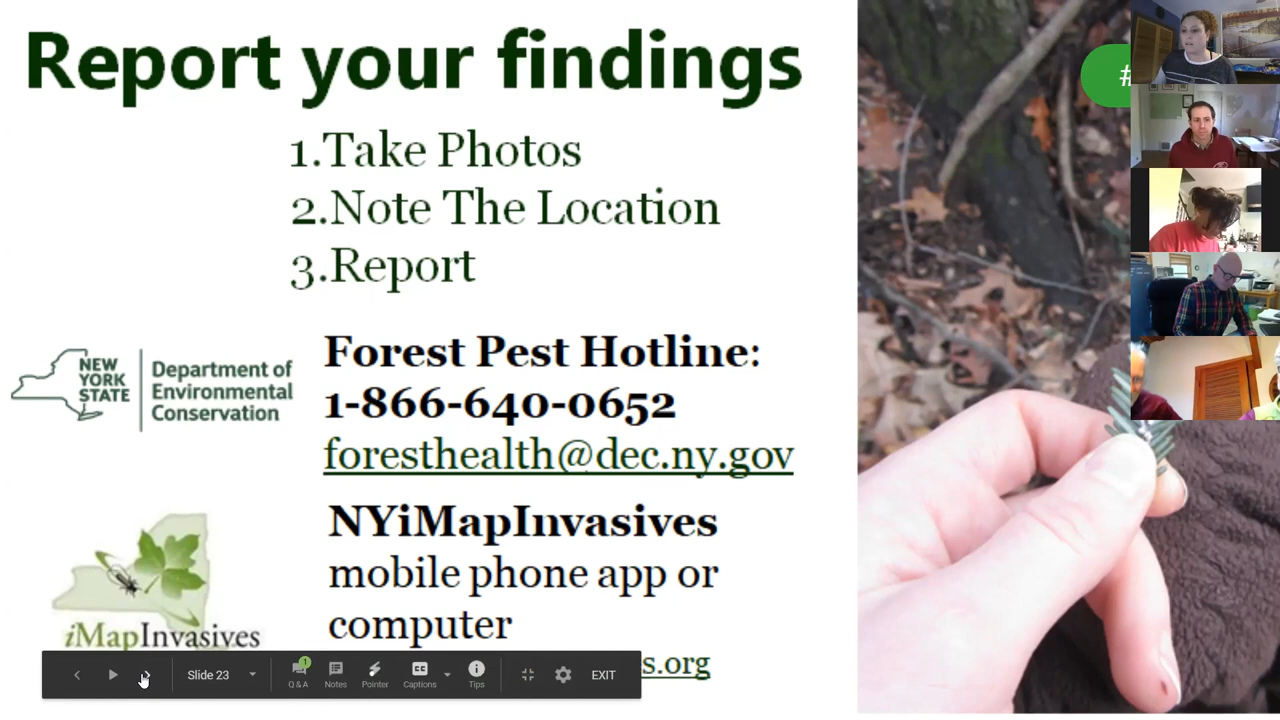 Report your findings
#
1.Take Photos
2.Note The Location
3.Report
NEW
YORK
STATE
Department of
Environmental
Conservation
Forest Pest Hotline:
1-866-640-0652
foresthealth@dec.ny.gov
iMapInvasives
NYiMapInvasives
mobile phone app or
computer
s.org
Slide 23
1
Q & A
Notes
Pointer
CC
Captions
Tips
EXIT